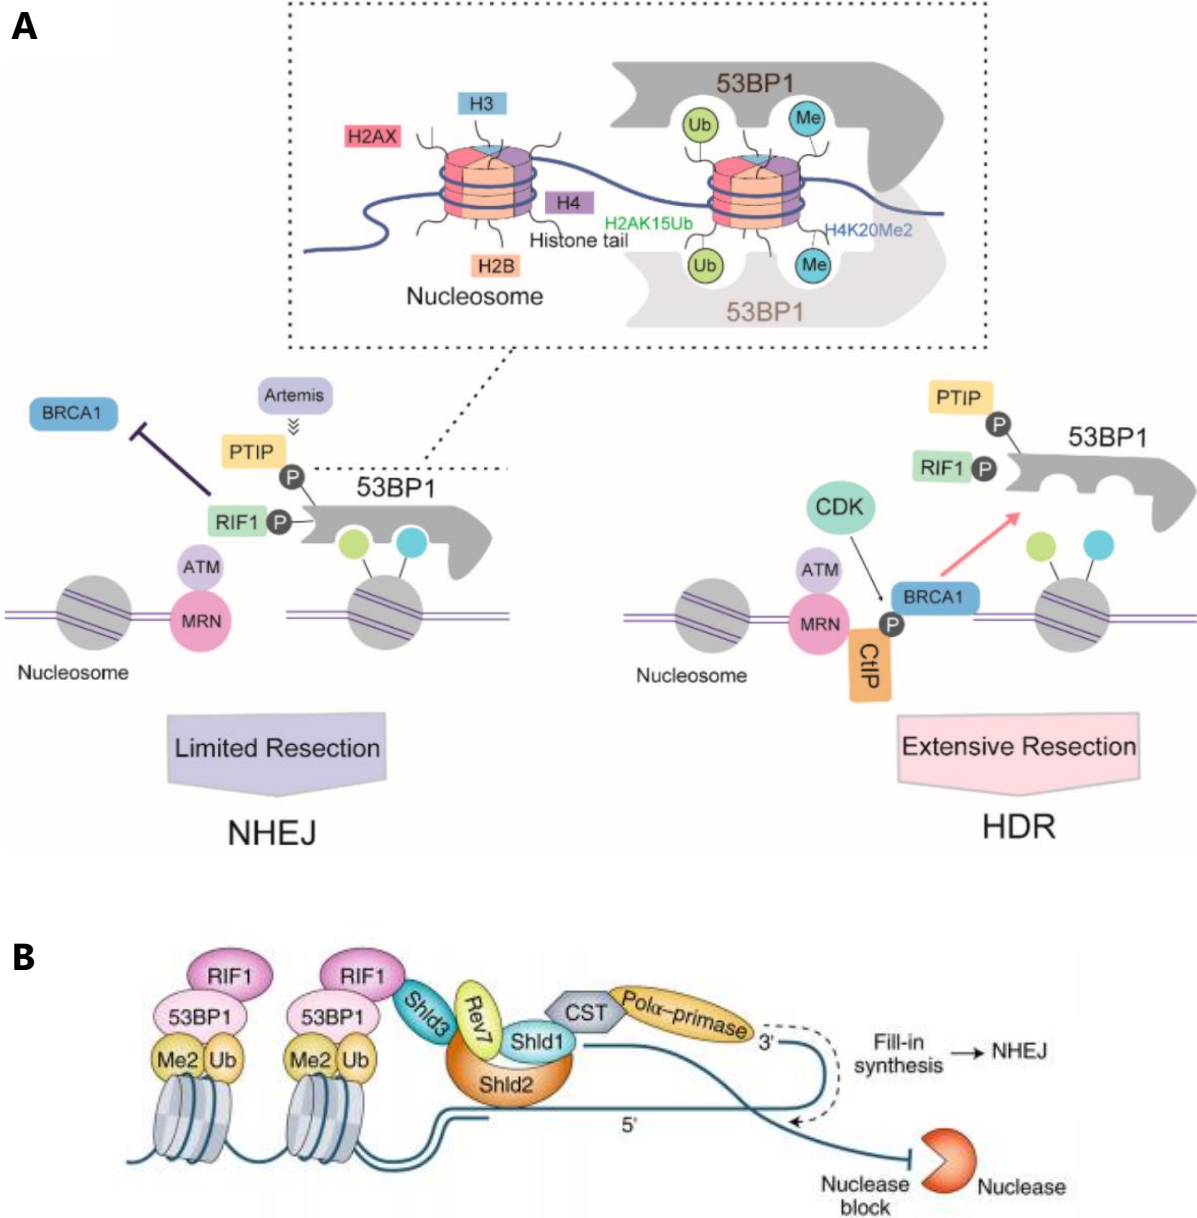 A
53BP1
H3
Ub
Me
H2AX
H4
H2AK15Ub
H4K20Me2
Histone tail
H2B
Ub
Me
Nucleosome
53BP1
BRCA1
Artemis
PTIP
P
53BP1
RIF1
P
ATM
MRN
Nucleosome
Limited Resection
NHEJ
PTIP
P
53BP1
RIF1
P
CDK
ATM
BRCA1
MRN
P
CtIP
Nucleosome
Extensive Resection
HDR
B
RIF1
53BP1
Me2
Ub
RIF1
53BP1
Me2
Ub
Shld3
Rev7
Shld1
Shld2
CST
Polα–primase
3'
5'
Fill-in
synthesis
NHEJ
Nuclease
block
Nuclease